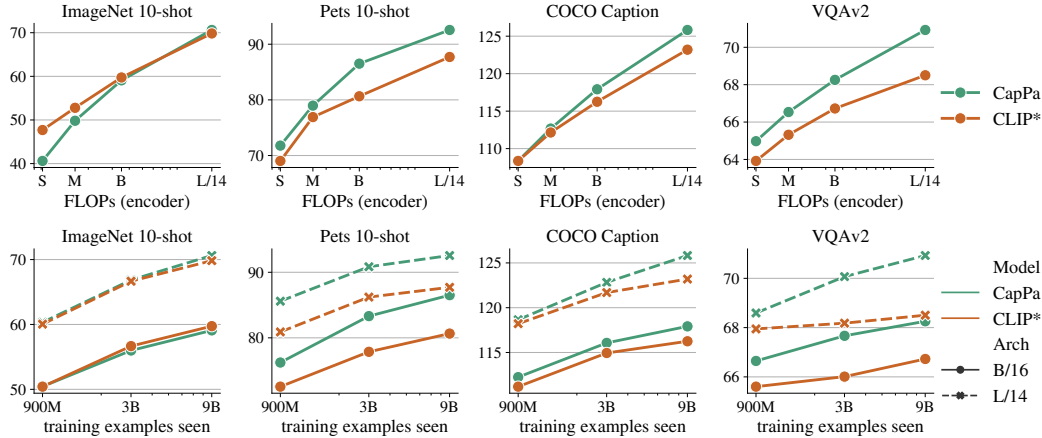 ImageNet 10-shot
70
60
50
40
S M B L/14
FLOPs (encoder)
Pets 10-shot
90
80
70
S M B L/14
FLOPs (encoder)
COCO Caption
125
120
115
110
S M B L/14
FLOPs (encoder)
VQAv2
70
68
66
64
S M B L/14
FLOPs (encoder)
CapPa
CLIP*
ImageNet 10-shot
70
60
50
900M 3B 9B
training examples seen
Pets 10-shot
90
80
900M 3B 9B
training examples seen
COCO Caption
125
120
115
900M 3B 9B
training examples seen
VQAv2
70
68
66
900M 3B 9B
training examples seen
Model
CapPa
CLIP*
Arch
B/16
L/14